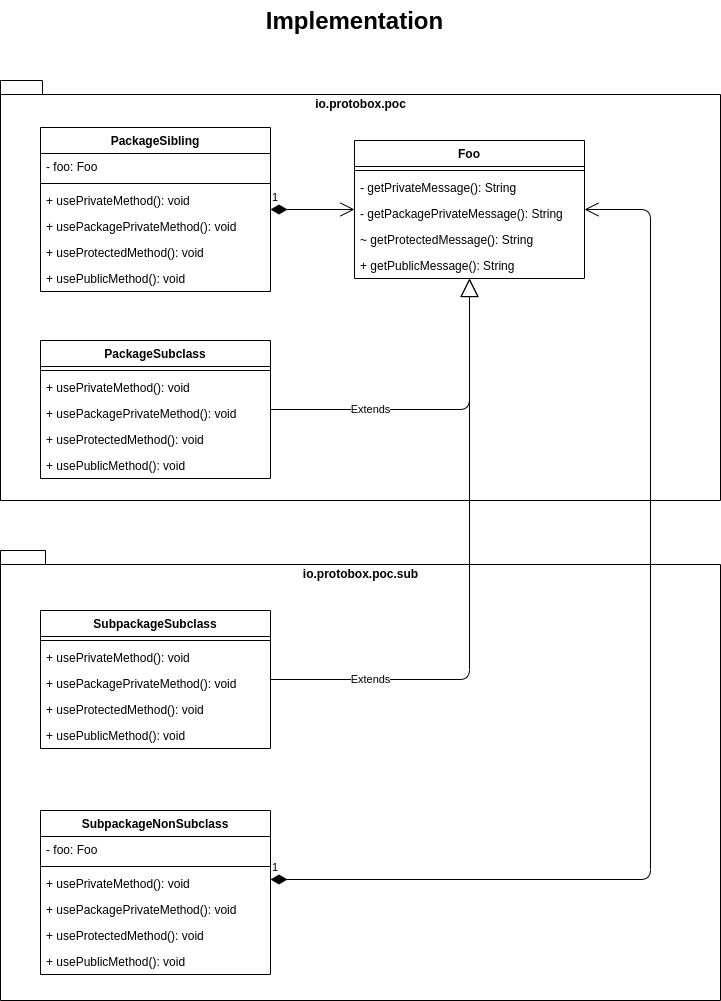 Implementation
io.protobox.poc
PackageSibling
- foo: Foo
+ usePrivateMethod(): void
+ usePackagePrivateMethod(): void
+ useProtectedMethod(): void
+ usePublicMethod(): void
1
Foo
- getPrivateMessage(): String
- getPackagePrivateMessage(): String
~ getProtectedMessage(): String
+ getPublicMessage(): String
PackageSubclass
+ usePrivateMethod(): void
+ usePackagePrivateMethod(): void
+ useProtectedMethod(): void
+ usePublicMethod(): void
Extends
io.protobox.poc.sub
SubpackageSubclass
+ usePrivateMethod(): void
+ usePackagePrivateMethod(): void
+ useProtectedMethod(): void
+ usePublicMethod(): void
Extends
SubpackageNonSubclass
- foo: Foo
+ usePrivateMethod(): void
+ usePackagePrivateMethod(): void
+ useProtectedMethod(): void
+ usePublicMethod(): void
1